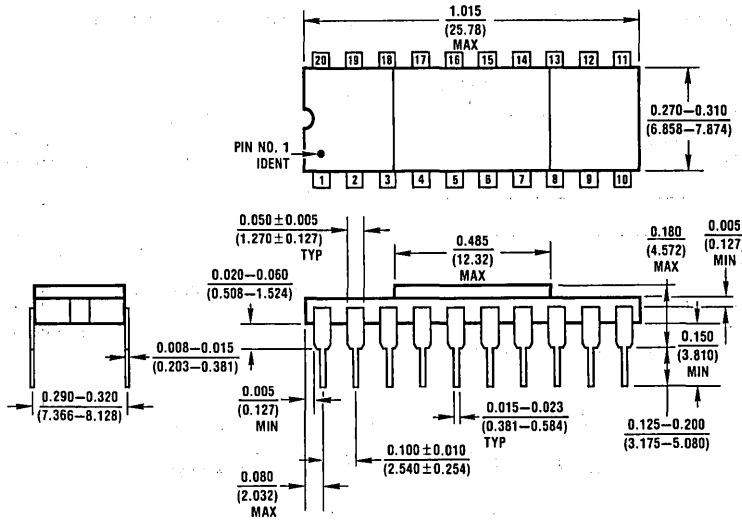 1.015
(25.78)
MAX
20 19 18 17 16 15 14 13 12 11
0.270–0.310
(6.858–7.874)
PIN NO. 1
IDENT
1 2 3 4 5 6 7 8 9 10
0.050 ± 0.005
(1.270 ± 0.127)
TYP
0.485
(12.32)
MAX
0.180
(4.572)
MAX
0.005
(0.127)
MIN
0.020–0.060
(0.508–1.524)
0.008–0.015
(0.203–0.381)
0.150
(3.810)
MIN
0.290–0.320
(7.366–8.128)
0.005
(0.127)
MIN
0.015–0.023
(0.381–0.584)
TYP
0.125–0.200
(3.175–5.080)
0.100 ± 0.010
(2.540 ± 0.254)
0.080
(2.032)
MAX